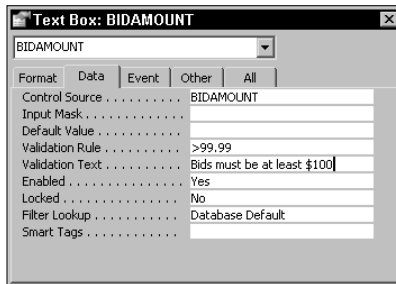 Text Box: BIDAMOUNT
BIDAMOUNT
Format Data Event Other All
Control Source . . . . . . . . . . BIDAMOUNT
Input Mask . . . . . . . . . . . . .
Default Value . . . . . . . . . . .
Validation Rule . . . . . . . . . . >99.99
Validation Text . . . . . . . . . . Bids must be at least $100
Enabled . . . . . . . . . . . . . . . Yes
Locked . . . . . . . . . . . . . . . . No
Filter Lookup . . . . . . . . . . . Database Default
Smart Tags . . . . . . . . . . . .